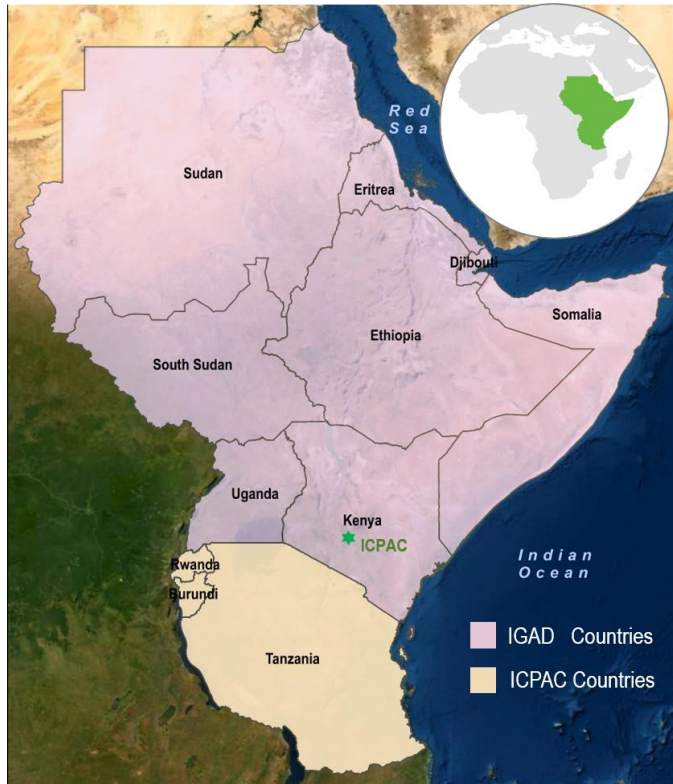 Red
Sea
Sudan
Eritrea
Djibouti
Somalia
Ethiopia
South Sudan
Uganda
Kenya
ICPAC
Rwanda
Burundi
Indian
Ocean
Tanzania
IGAD Countries
ICPAC Countries